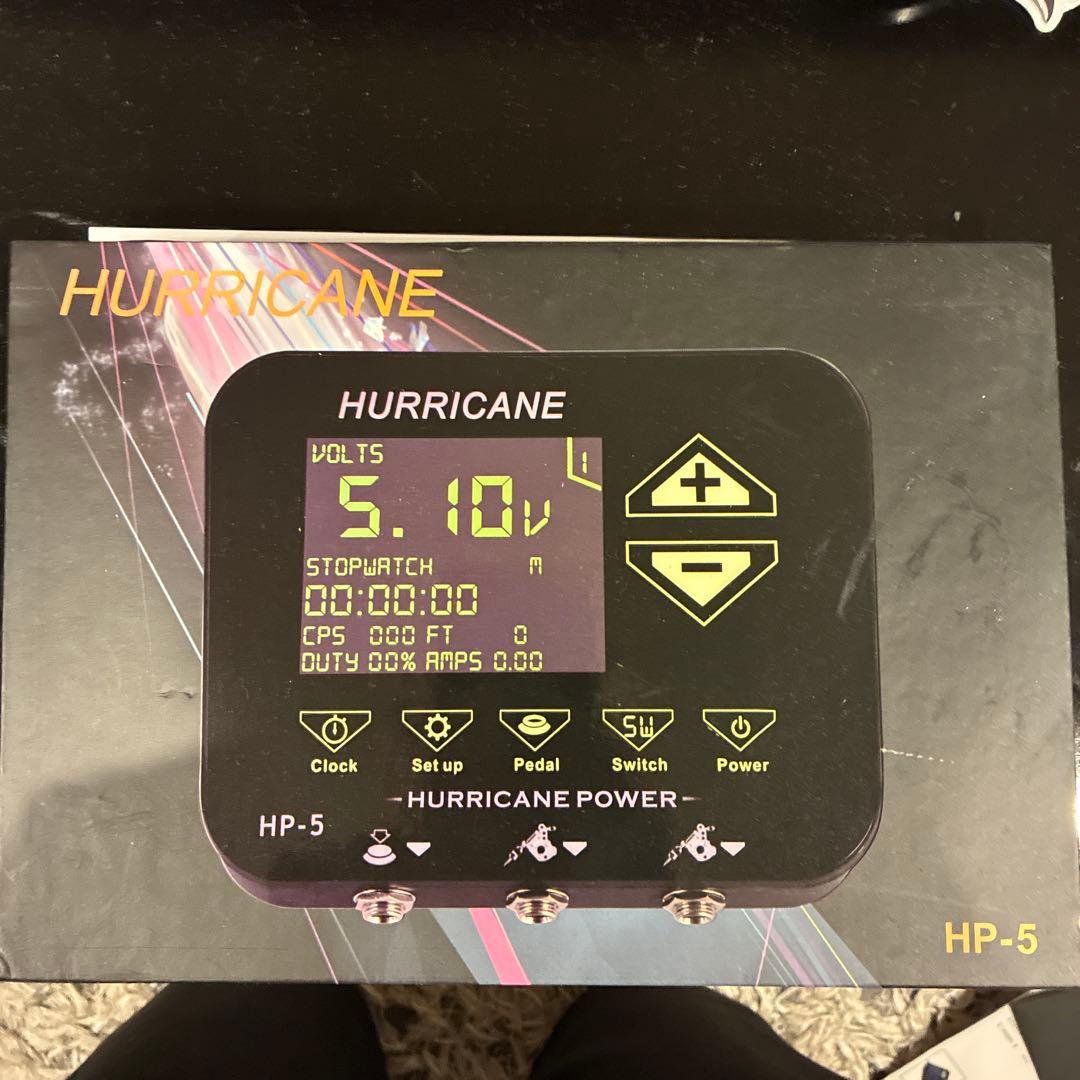 HURRICANE
HURRICANE
VOLTS
1
5.10V
STOPWATCH M
00:00:00
CPS 000 FT 0
DUTY 00% AMPS 0.00
+
-
SW
Clock Set up Pedal Switch Power
HURRICANE POWER
HP-5
HP-5